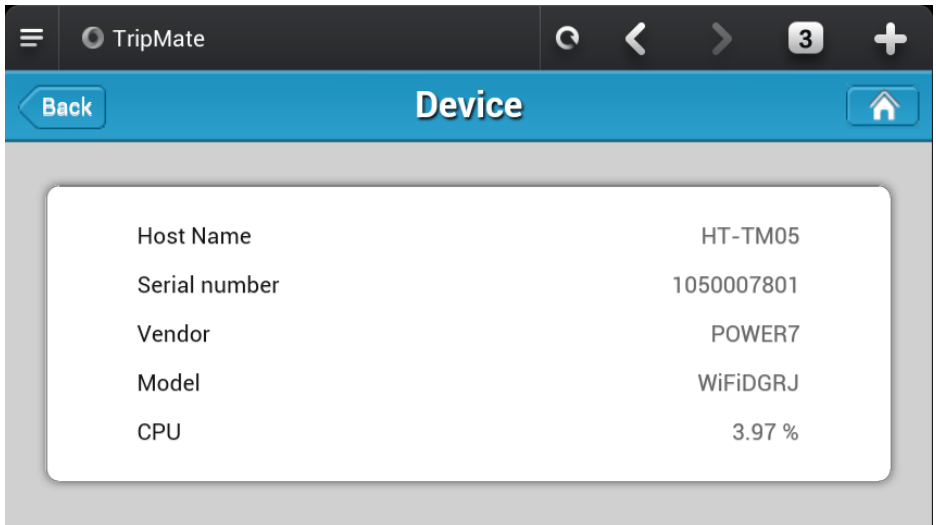 TripMate
3
Back
Device
Host Name HT-TM05
Serial number 1050007801
Vendor POWER7
Model WiFiDGRJ
CPU 3.97 %